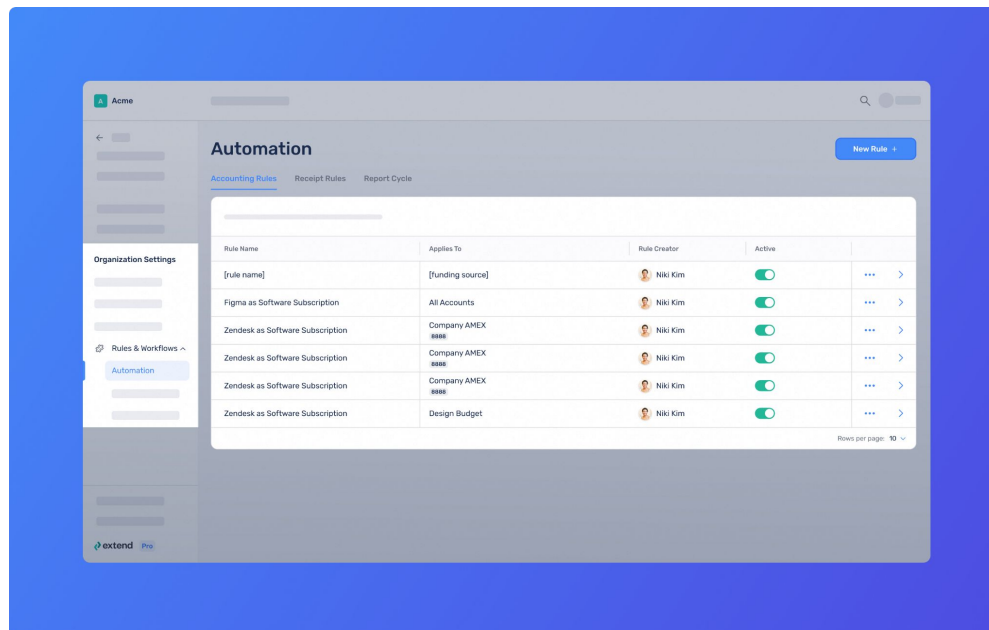 A Acme
Automation
New Rule +
Accounting Rules Receipt Rules Report Cycle
Organization Settings
Rules & Workflows
Automation
Rule Name Applies To Rule Creator Active
[rule name] [funding source] Niki Kim
Figma as Software Subscription All Accounts Niki Kim
Zendesk as Software Subscription Company AMEX 8888 Niki Kim
Zendesk as Software Subscription Company AMEX 8888 Niki Kim
Zendesk as Software Subscription Company AMEX 8888 Niki Kim
Zendesk as Software Subscription Design Budget Niki Kim
Rows per page: 10
extend Pro